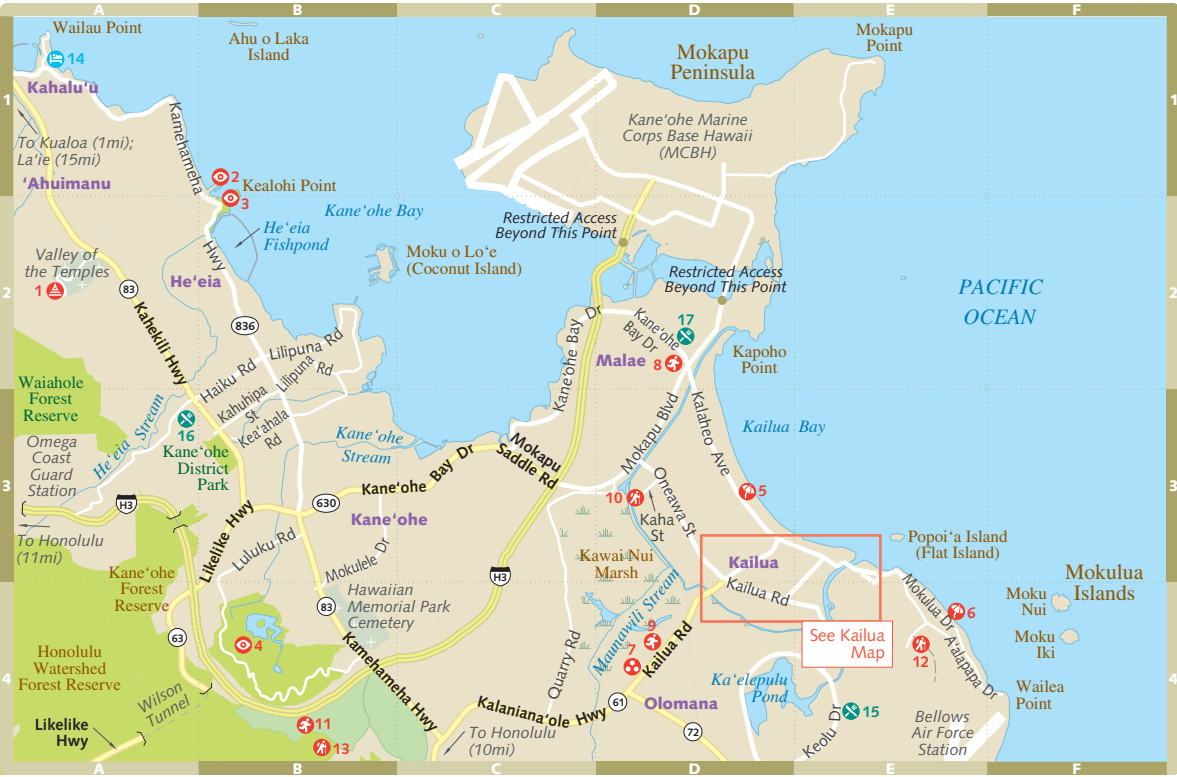 A
B
C
D
E
F
Wailau Point
14
Kahalu‘u
Ahu o Laka
Island
Mokapu
Peninsula
Mokapu
Point
1
1
Kamehameha
Hwy
To Kualoa (1mi);
La‘ie (15mi)
‘Ahuimanu
Kane‘ohe Marine
Corps Base Hawaii
(MCBH)
2
3
Kealohi Point
Kane‘ohe Bay
He‘eia
Fishpond
Restricted Access
Beyond This Point
Moku o Lo‘e
(Coconut Island)
Valley of
the Temples
1
83
He‘eia
Restricted Access
Beyond This Point
2
2
PACIFIC
OCEAN
Kahekili Hwy
836
Lilipuna Rd
Lilipuna
Rd
Haiku Rd
Kahuhipa
St
Kea‘ahala
Rd
Kane‘ohe Bay Dr
Kane‘ohe
Bay Dr
17
Malae
8
Kapoho
Point
Waiahole
Forest
Reserve
He‘eia Stream
16
Kane‘ohe
District
Park
Omega
Coast
Guard
Station
Kane‘ohe
Stream
Mokapu
Saddle Rd
Kane‘ohe Bay Dr
Mokapu Blvd
Kalaheo Ave
Kailua Bay
3
3
H3
630
Kane‘ohe
10
Kaha
St
Oneawa St
5
To Honolulu
(11mi)
Likelike Hwy
Luluku Rd
Mokulele Dr
Kawai Nui
Marsh
Kailua
Kailua Rd
Popoi‘a Island
(Flat Island)
H3
Kane‘ohe
Forest
Reserve
83
Hawaiian
Memorial Park
Cemetery
Maunawili Stream
Mokulua Dr
A‘alapapa Dr
6
Moku
Nui
Mokulua
Islands
Moku
Iki
63
4
9
7
Kailua Rd
See Kailua
Map
12
Honolulu
Watershed
Forest Reserve
Wilson
Tunnel
Kamehameha Hwy
Quarry Rd
Ka‘elepulu
Pond
Wailea
Point
4
4
Likelike
Hwy
11
13
Kalaniana‘ole Hwy
61
Olomana
72
To Honolulu
(10mi)
Keolu Dr
15
Bellows
Air Force
Station
A
B
C
D
E
F